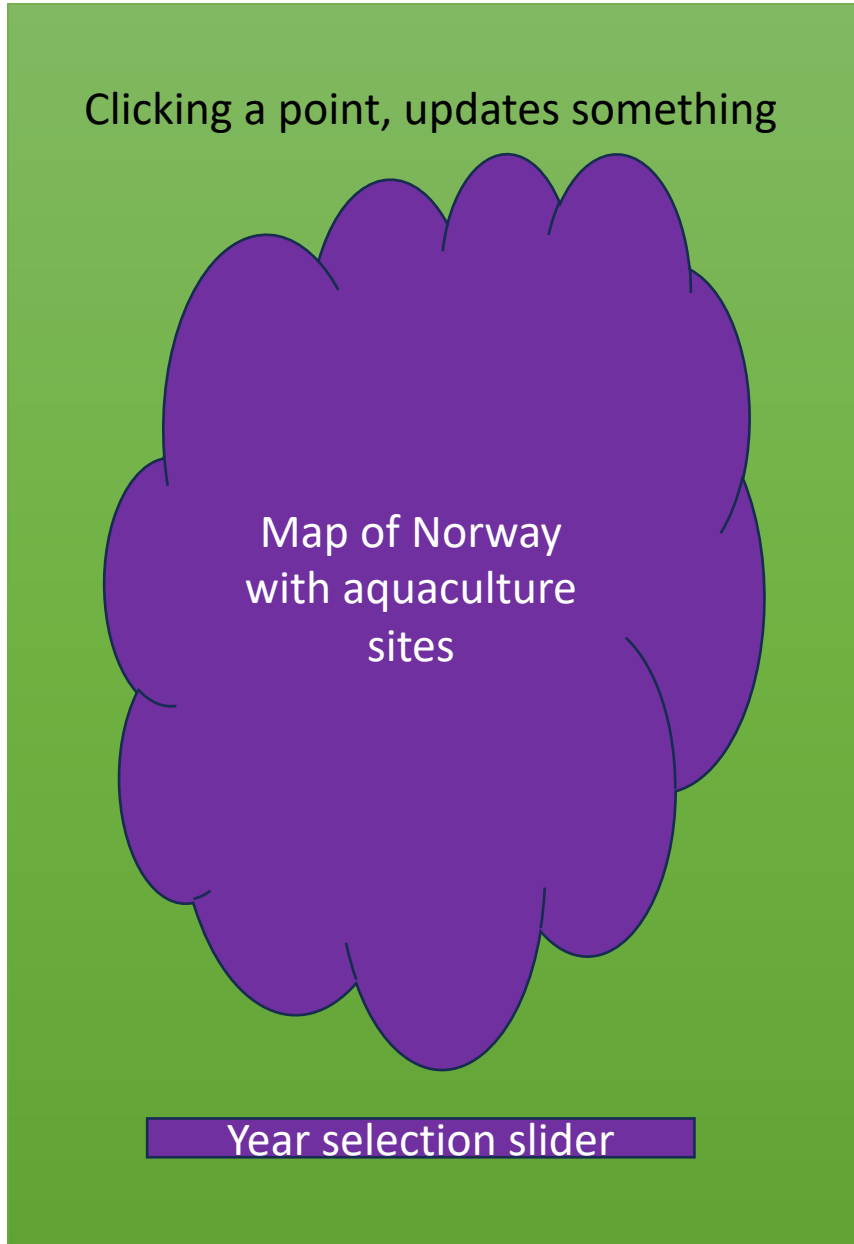 Clicking a point, updates something
Map of Norway
with aquaculture
sites
Year selection slider